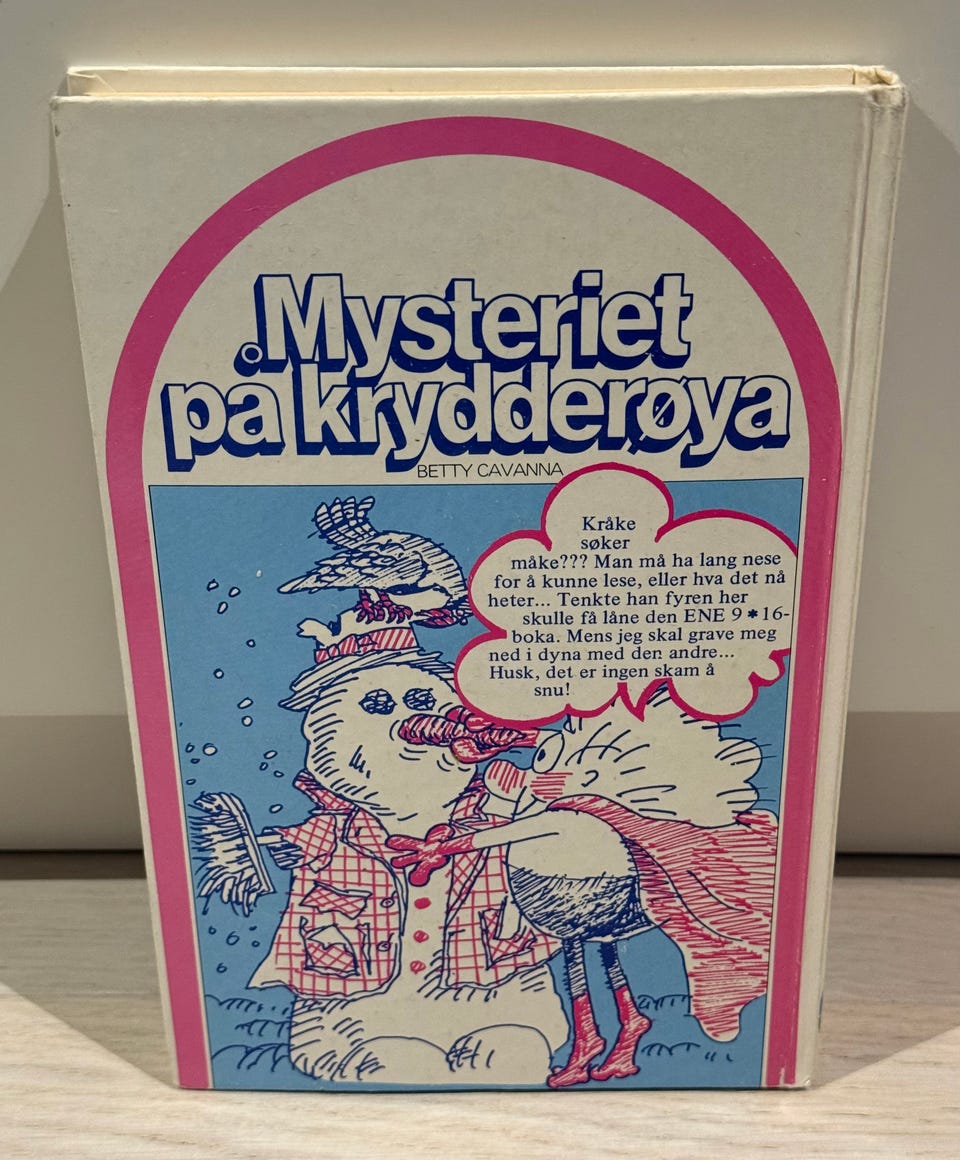 Mysteriet
på krydderøya
BETTY CAVANNA
Kråke
søker
måke??? Man må ha lang nese
for å kunne lese, eller hva det nå
heter... Tenkte han fyren her
skulle få låne den ENE 9*16-
boka. Mens jeg skal grave meg
ned i dyna med den andre...
Husk, det er ingen skam å
snu!